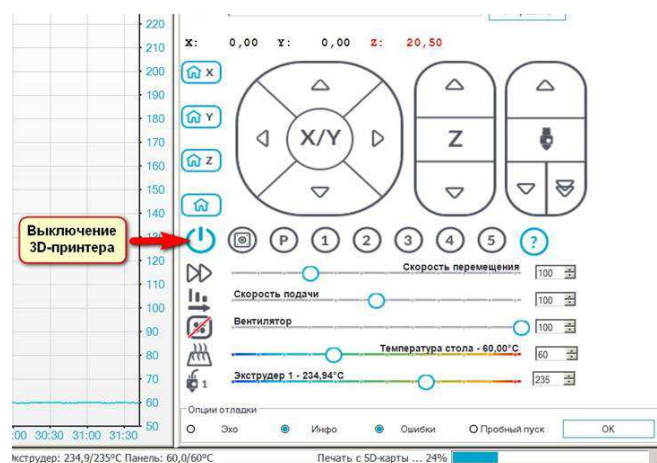 220
X: 0,00 Y: 0,00 Z: 20,50
210
200
X
190
180
Y
170
X/Y
Z
160
Z
150
140
Выключение
3D-принтера
P 1 2 3 4 5 ?
120
Скорость перемещения
100
110
Скорость подачи
100
100
Вентилятор
100
90
Температура стола - 60,00°C
60
80
70
1
Экструдер 1 - 234,94°C
235
60
Опции отладки
50
Эхо Инфо Ошибки Пробный пуск OK
:00 30:30 31:00 31:30
кструдер: 234,9/235°C Панель: 60,0/60°C Печать с SD-карты ... 24%